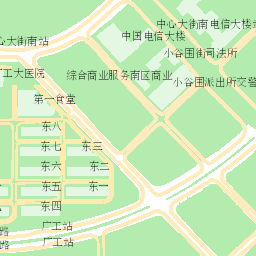 中心大街南电信大楼
中国电信大楼
心大街南站
小谷围街司法所
工大医院
综合商业服务南区商业
小谷围派出所交警
第一食堂
东八
东七
东三
东六
东二
东五
东一
东四
广工站
路
广工站
路